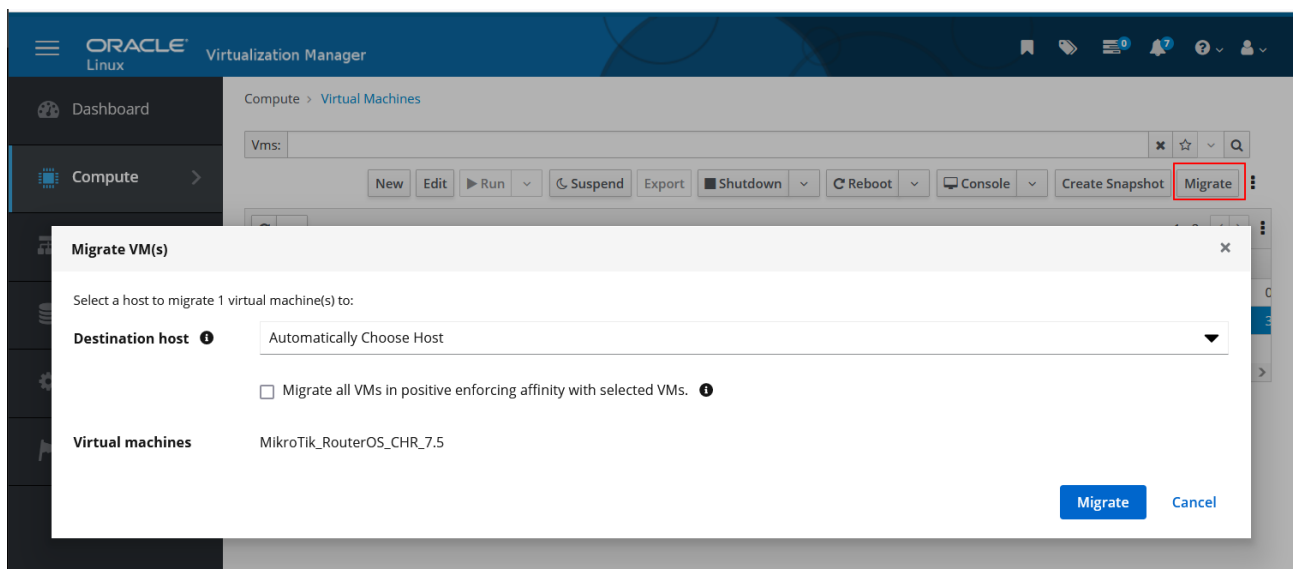 ORACLE
Linux
Virtualization Manager
0
7
Dashboard
Compute > Virtual Machines
Vms:
Compute
New Edit Run Suspend Export Shutdown Reboot Console Create Snapshot Migrate
Migrate VM(s)
Select a host to migrate 1 virtual machine(s) to:
Destination host Automatically Choose Host
Migrate all VMs in positive enforcing affinity with selected VMs.
Virtual machines MikroTik_RouterOS_CHR_7.5
Migrate Cancel